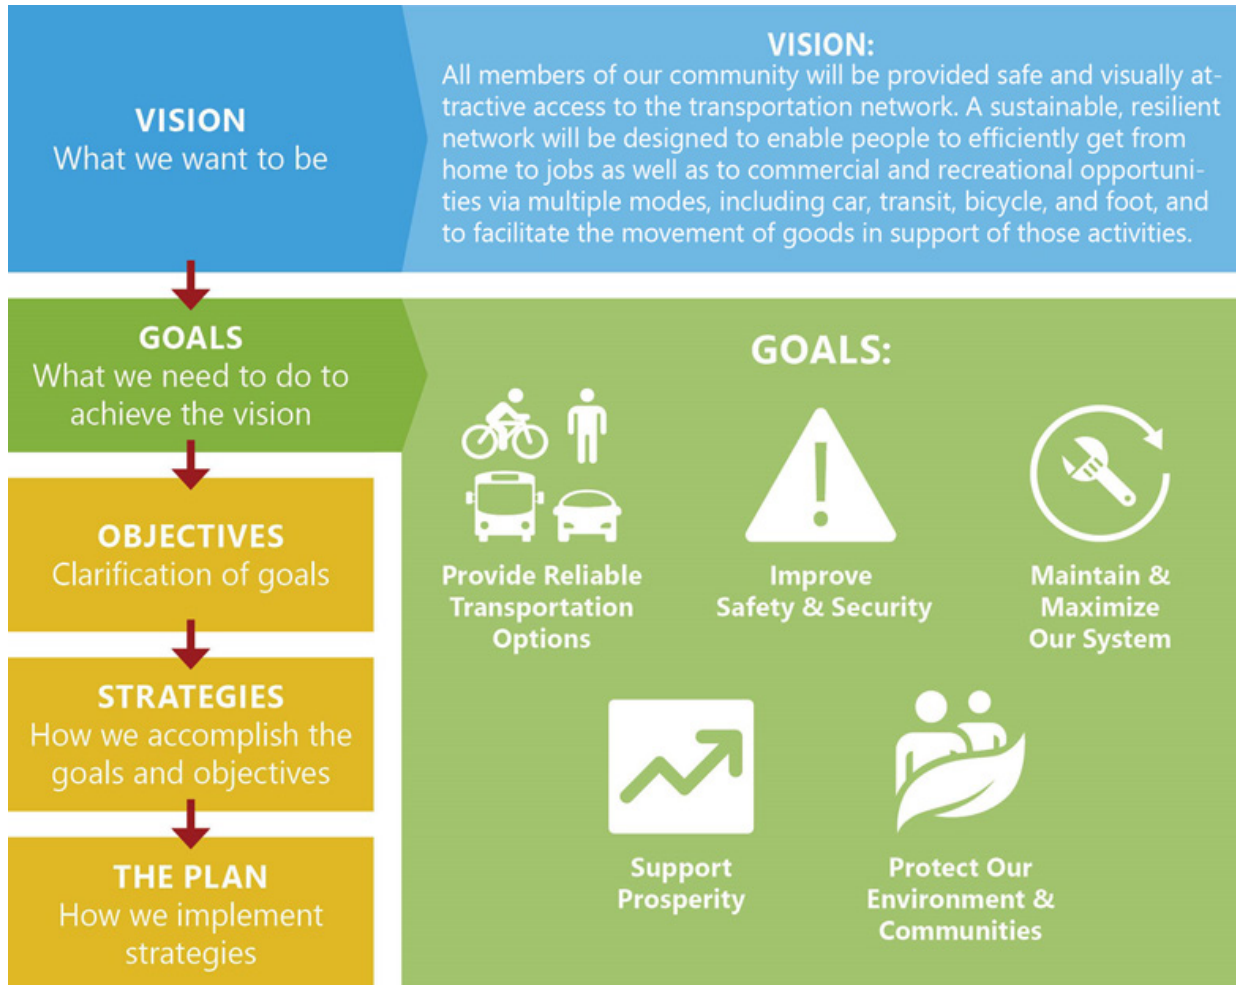 VISION
What we want to be
VISION:
All members of our community will be provided safe and visually at-
tractive access to the transportation network. A sustainable, resilient
network will be designed to enable people to efficiently get from
home to jobs as well as to commercial and recreational opportuni-
ties via multiple modes, including car, transit, bicycle, and foot, and
to facilitate the movement of goods in support of those activities.
GOALS
What we need to do to
achieve the vision
OBJECTIVES
Clarification of goals
STRATEGIES
How we accomplish the
goals and objectives
THE PLAN
How we implement
strategies
GOALS:
Provide Reliable
Transportation
Options
Improve
Safety & Security
Maintain &
Maximize
Our System
Support
Prosperity
Protect Our
Environment &
Communities